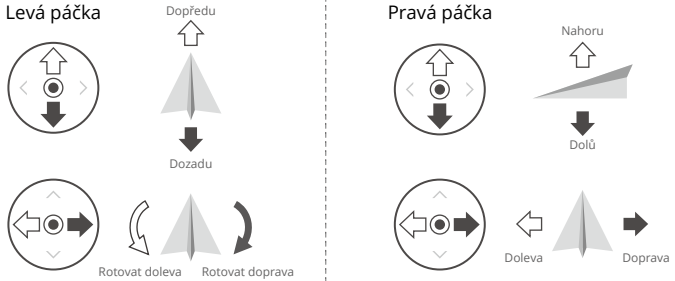 Levá páčka
Dopředu
Dozadu
Rotovat doleva
Rotovat doprava
Pravá páčka
Nahoru
Dolů
Doleva
Doprava